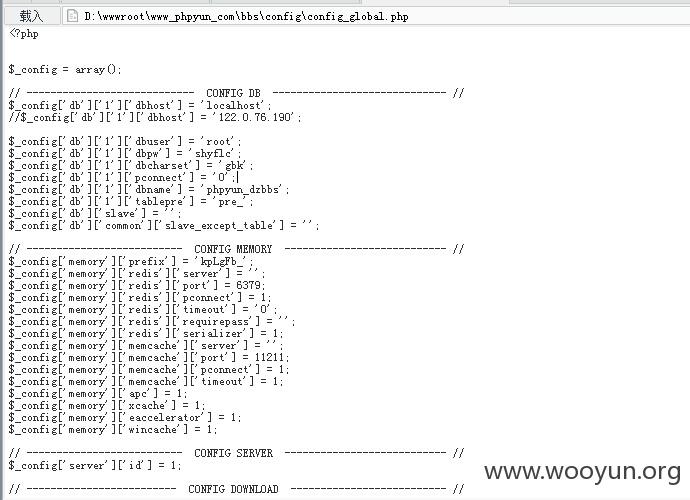 载入 D:\wwwroot\www_phpyun_com\bbs\config\config_global.php
<?php
$_config = array();
// ---------------------------- CONFIG DB ----------------------------- //
$_config['db']['1']['dbhost'] = 'localhost';
//$_config['db']['1']['dbhost'] = '122.0.76.190';
$_config['db']['1']['dbuser'] = 'root';
$_config['db']['1']['dbpw'] = 'shyflc';
$_config['db']['1']['dbcharset'] = 'gbk';
$_config['db']['1']['pconnect'] = '0';
$_config['db']['1']['dbname'] = 'phpyun_dzbbs';
$_config['db']['1']['tablepre'] = 'pre_';
$_config['db']['slave'] = '';
$_config['db']['common']['slave_except_table'] = '';
// -------------------------- CONFIG MEMORY --------------------------- //
$_config['memory']['prefix'] = 'kpLgFb_';
$_config['memory']['redis']['server'] = '';
$_config['memory']['redis']['port'] = 6379;
$_config['memory']['redis']['pconnect'] = 1;
$_config['memory']['redis']['timeout'] = '0';
$_config['memory']['redis']['requirepass'] = '';
$_config['memory']['redis']['serializer'] = 1;
$_config['memory']['memcache']['server'] = '';
$_config['memory']['memcache']['port'] = 11211;
$_config['memory']['memcache']['pconnect'] = 1;
$_config['memory']['memcache']['timeout'] = 1;
$_config['memory']['apc'] = 1;
$_config['memory']['xcache'] = 1;
$_config['memory']['eaccelerator'] = 1;
$_config['memory']['wincache'] = 1;
// -------------------------- CONFIG SERVER --------------------------- //
$_config['server']['id'] = 1;
// ------------------------- CONFIG DOWNLOAD -------------------------- //
www.wooyun.org